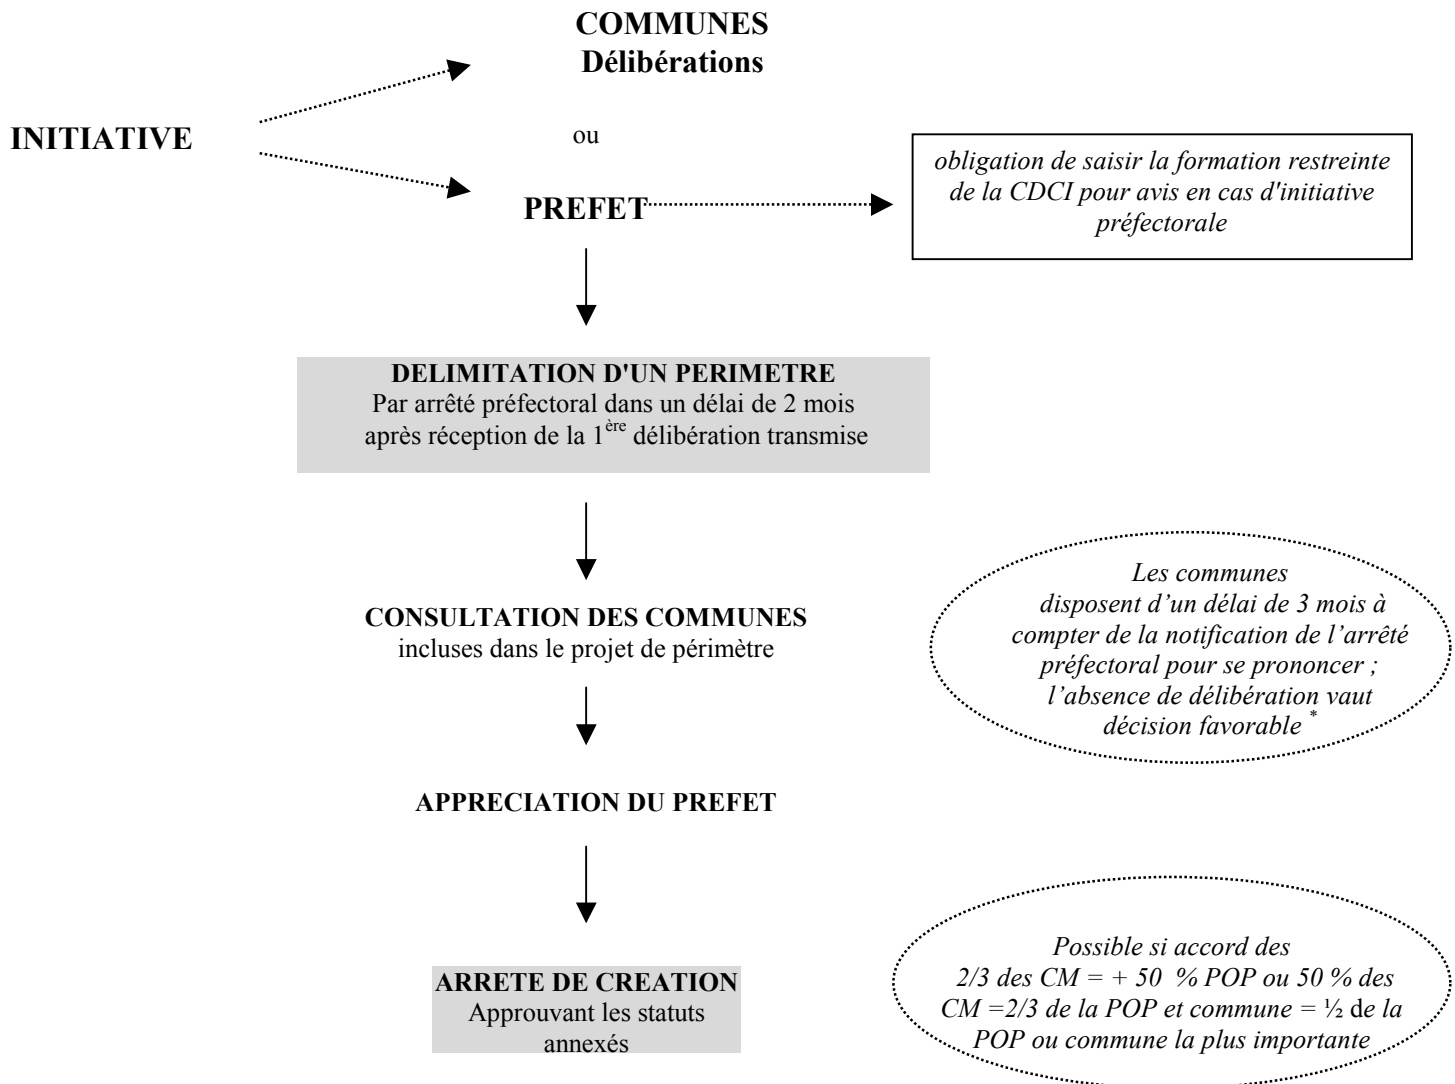 COMMUNES
Délibérations
INITIATIVE
ou
PREFET
obligation de saisir la formation restreinte
de la CDCI pour avis en cas d'initiative
préfectorale
DELIMITATION D'UN PERIMETRE
Par arrêté préfectoral dans un délai de 2 mois
après réception de la 1ère délibération transmise
CONSULTATION DES COMMUNES
incluses dans le projet de périmètre
Les communes
disposent d’un délai de 3 mois à
compter de la notification de l’arrêté
préfectoral pour se prononcer ;
l’absence de délibération vaut
décision favorable *
APPRECIATION DU PREFET
ARRETE DE CREATION
Approuvant les statuts
annexés
Possible si accord des
2/3 des CM = + 50 % POP ou 50 % des
CM =2/3 de la POP et commune = ½ de la
POP ou commune la plus importante